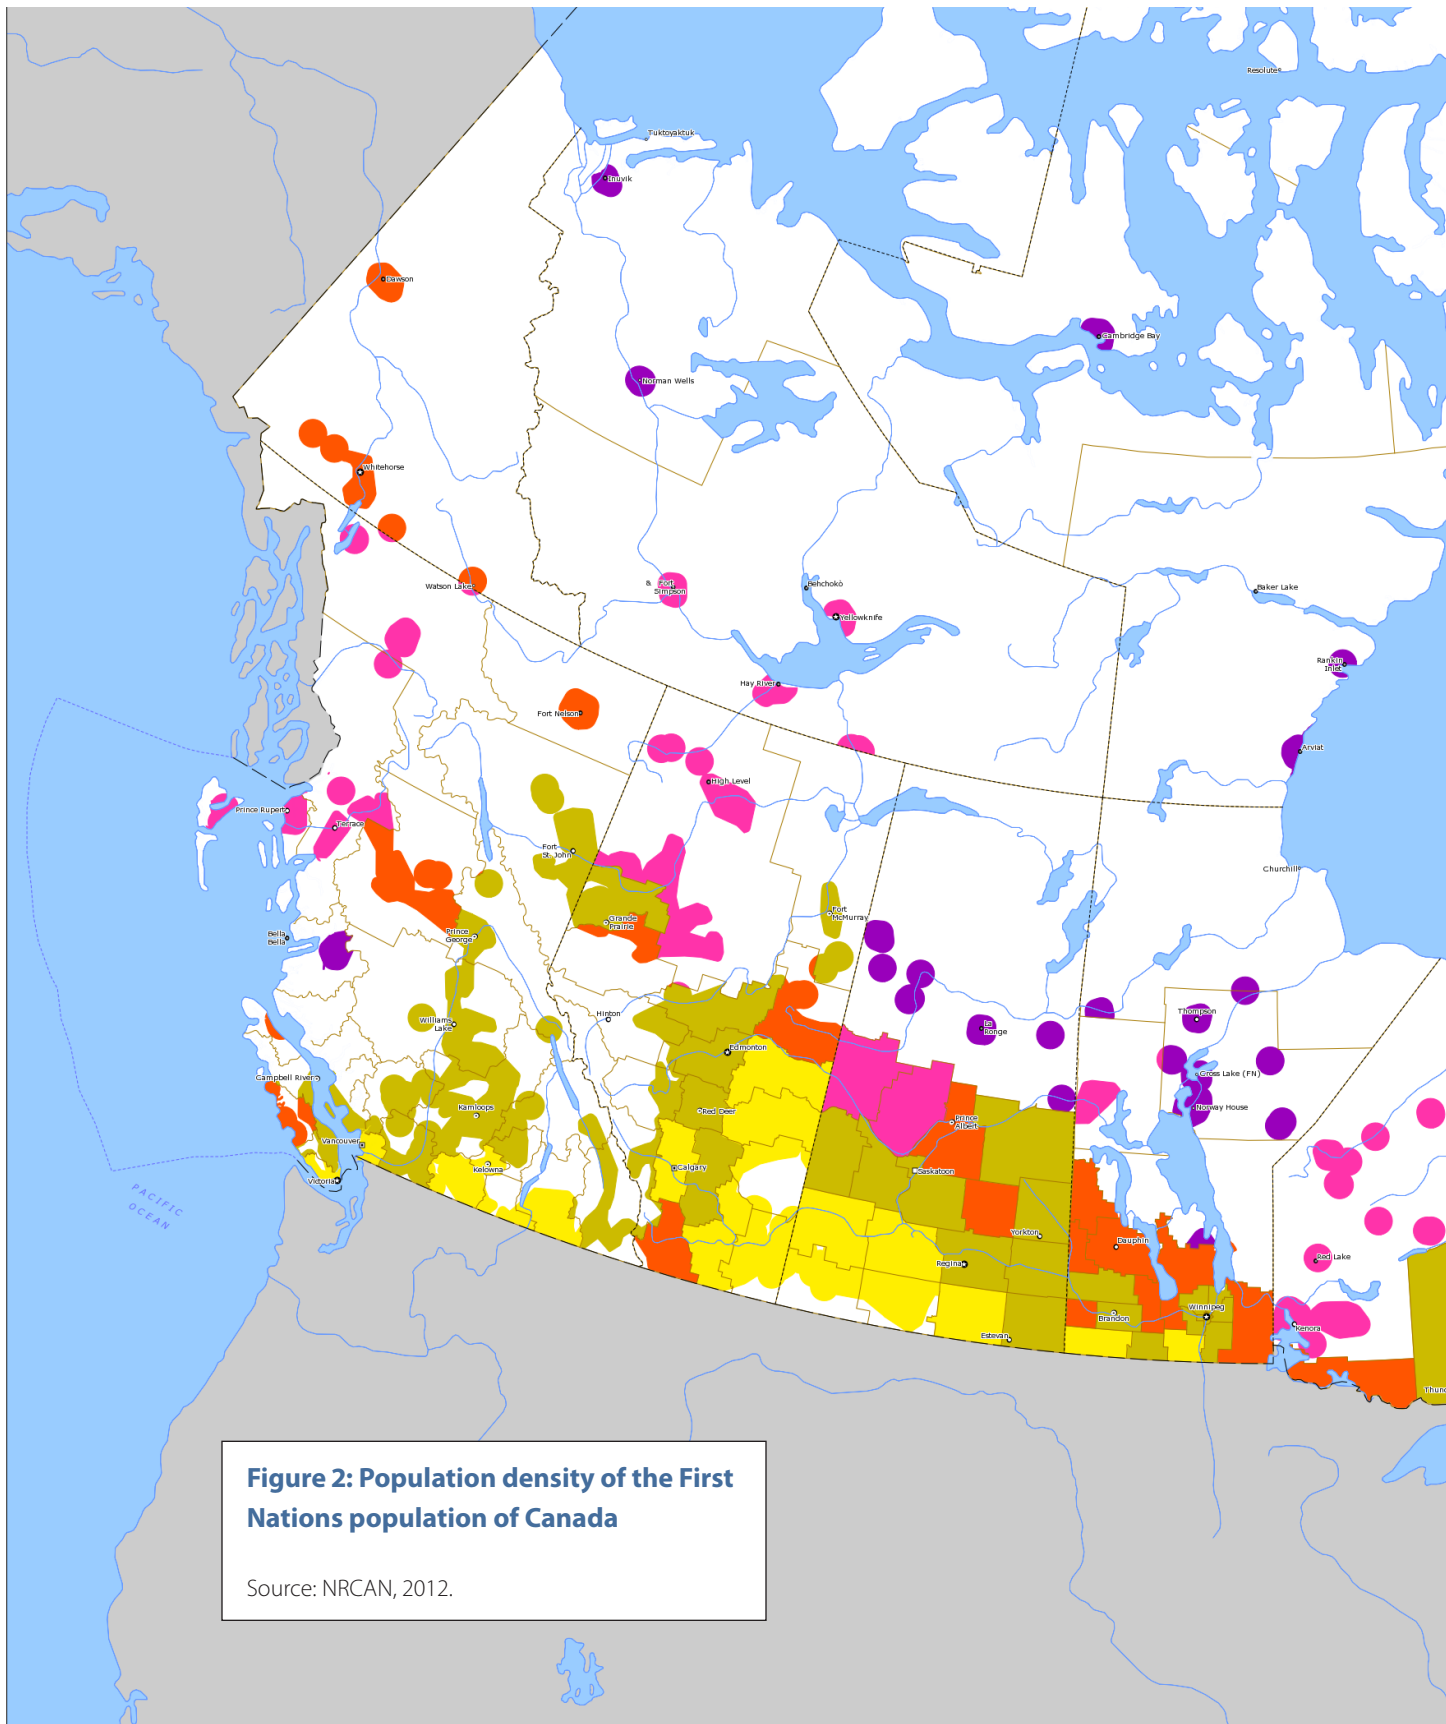 Resolute
Tuktoyaktuk
Inuvik
Dawson
Cambridge Bay
Norman Wells
Whitehorse
Watson Lake
Fort
Simpson
Behchokò
Yellowknife
Baker Lake
Rankin
Inlet
Hay River
Fort Nelson
Arviat
High Level
Prince Rupert
Terrace
Fort
St. John
Churchill
Grande
Prairie
Fort
McMurray
Bella
Bella
Prince
George
Hinton
Williams
Lake
La
Ronge
Thompson
Edmonton
Campbell River
Cross Lake (FN)
Kamloops
Red Deer
Norway House
Prince
Albert
Vancouver
Kelowna
Calgary
Saskatoon
Victoria
PACIFIC
OCEAN
Yorkton
Dauphin
Regina
Red Lake
Winnipeg
Brandon
Kenora
Estevan
Thun
Figure 2: Population density of the First
Nations population of Canada
Source: NRCAN, 2012.